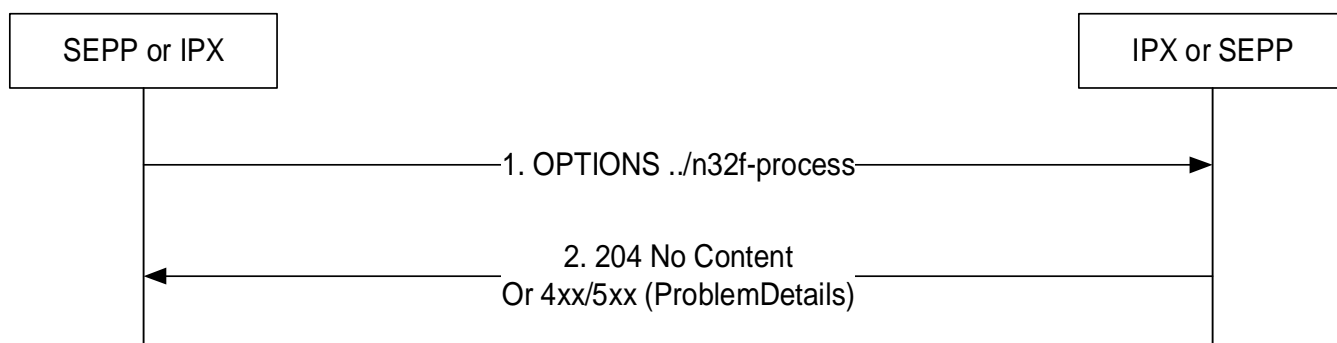 SEPP or IPX
IPX or SEPP
1. OPTIONS ../n32f-process
2. 204 No Content
Or 4xx/5xx (ProblemDetails)